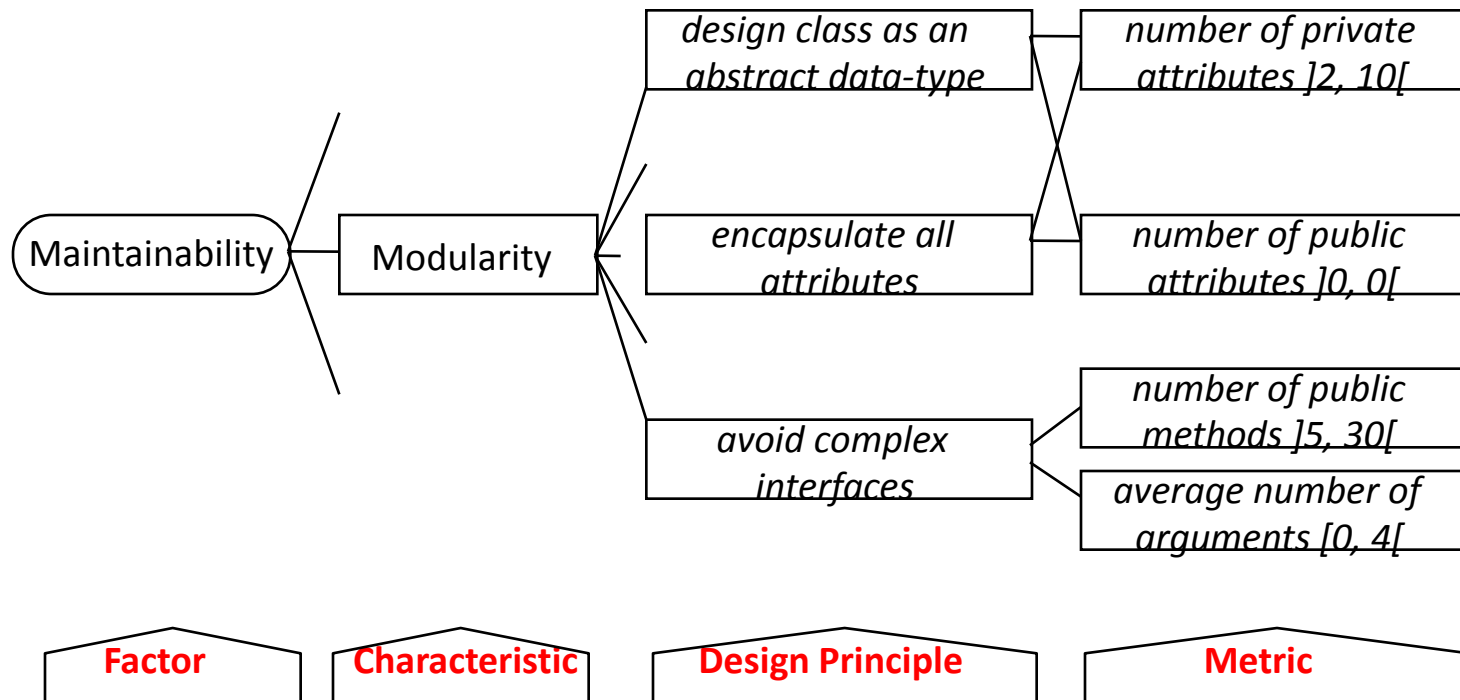 design class as an
abstract data-type
number of private
attributes ]2, 10[
Maintainability
Modularity
encapsulate all
attributes
number of public
attributes ]0, 0[
avoid complex
interfaces
number of public
methods ]5, 30[
average number of
arguments [0, 4[
Factor
Characteristic
Design Principle
Metric